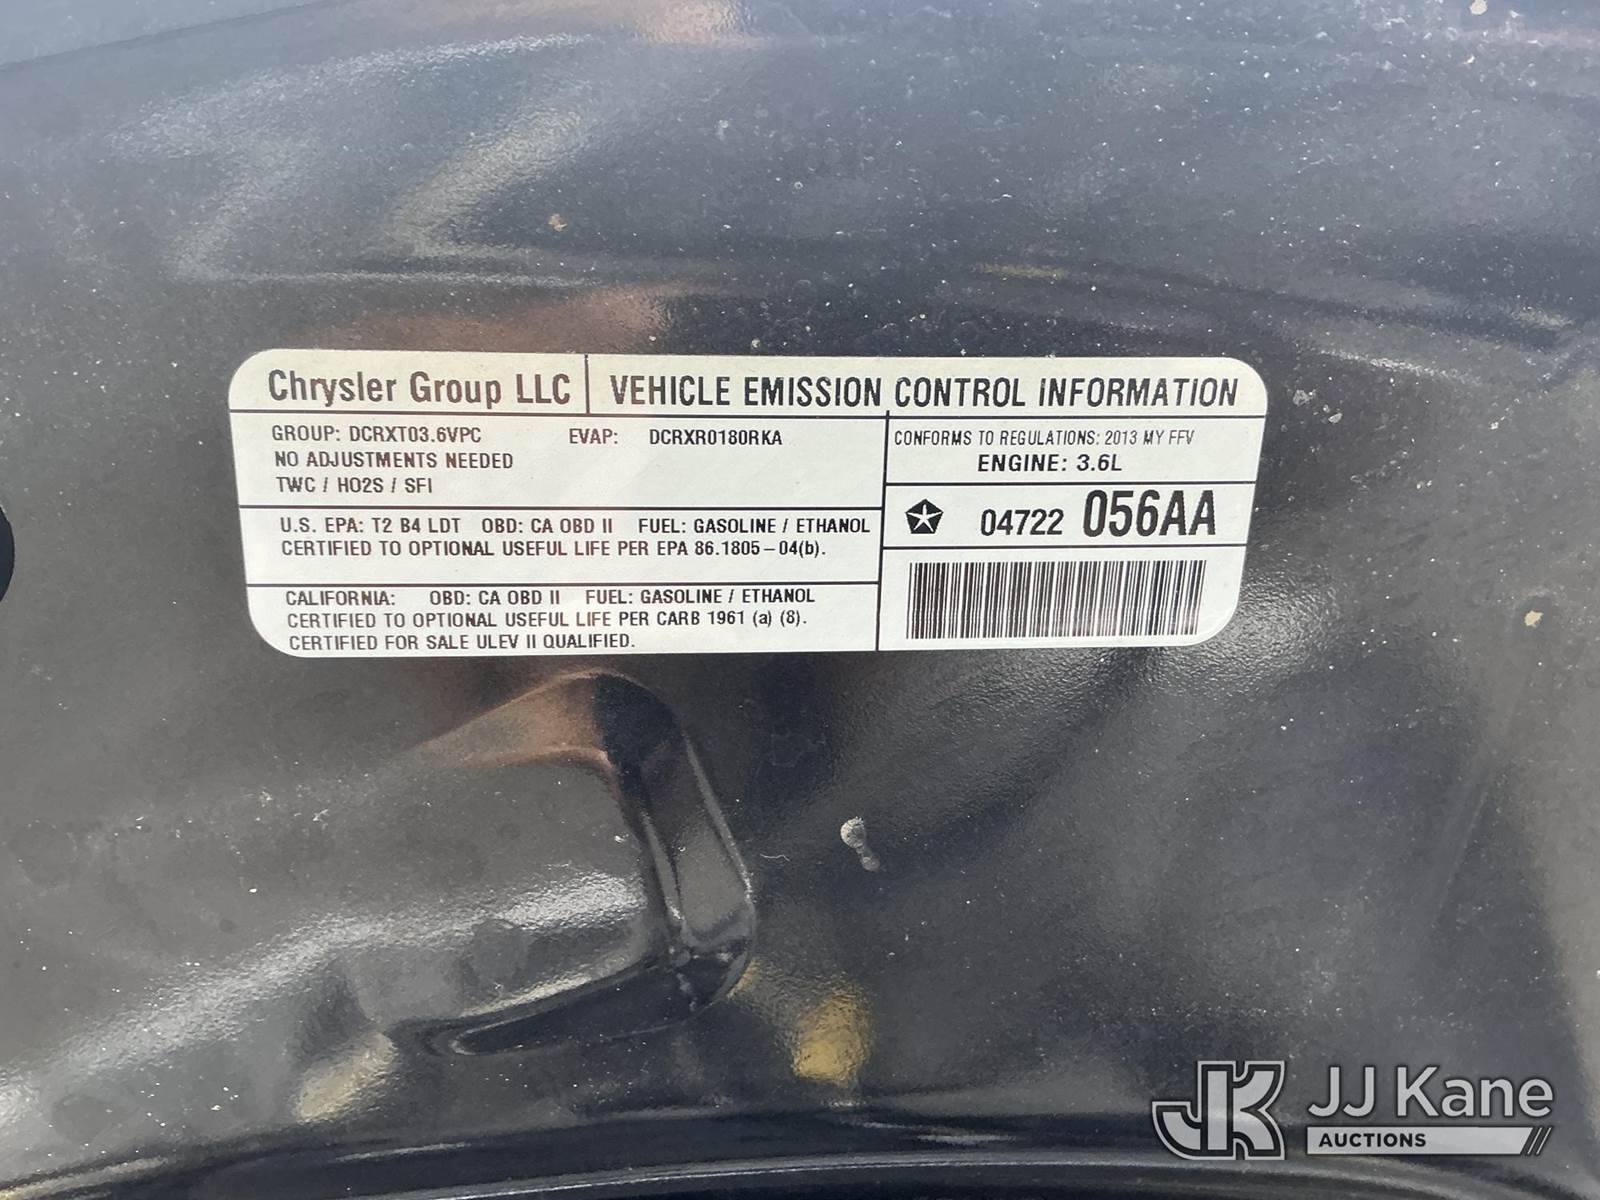 Chrysler Group LLC VEHICLE EMISSION CONTROL INFORMATION
GROUP: DCRXT03.6VPC EVAP: DCRXR0180RKA
NO ADJUSTMENTS NEEDED
TWC / HO2S / SFI
CONFORMS TO REGULATIONS: 2013 MY FFV
ENGINE: 3.6L
04722 056AA
U.S. EPA: T2 B4 LDT OBD: CA OBD II FUEL: GASOLINE / ETHANOL
CERTIFIED TO OPTIONAL USEFUL LIFE PER EPA 86.1805-04(b).
CALIFORNIA: OBD: CA OBD II FUEL: GASOLINE / ETHANOL
CERTIFIED TO OPTIONAL USEFUL LIFE PER CARB 1961 (a) (8).
CERTIFIED FOR SALE ULEV II QUALIFIED.
JK JJ Kane
AUCTIONS